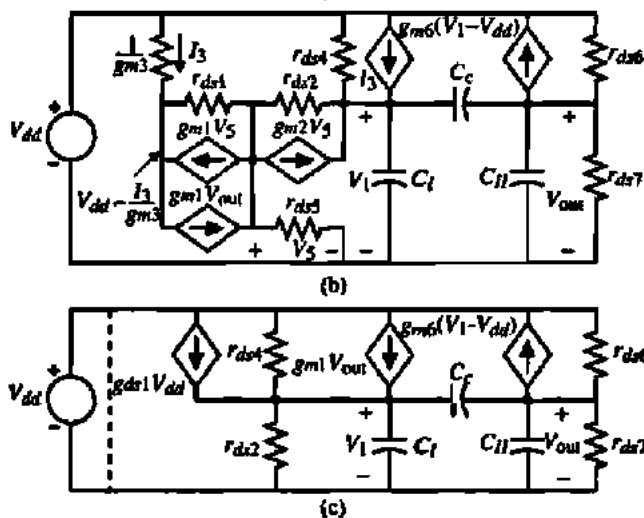 gm6(V1−Vdd)
1
gm3
I3
rds1
rds2
rds4
I3
Cc
rds6
+
Vdd
−
gm1V5
gm2V5
+
+
Vdd − I3
gm3
gm1Vout
rds5
V1
CI
CII
Vout
rds7
+
V5
−
−
−
(b)
gm6(V1−Vdd)
+
Vdd
−
gds1Vdd
rds4
gm1Vout
Cc
rds6
+
+
rds2
V1
CI
CII
Vout
rds7
−
−
(c)